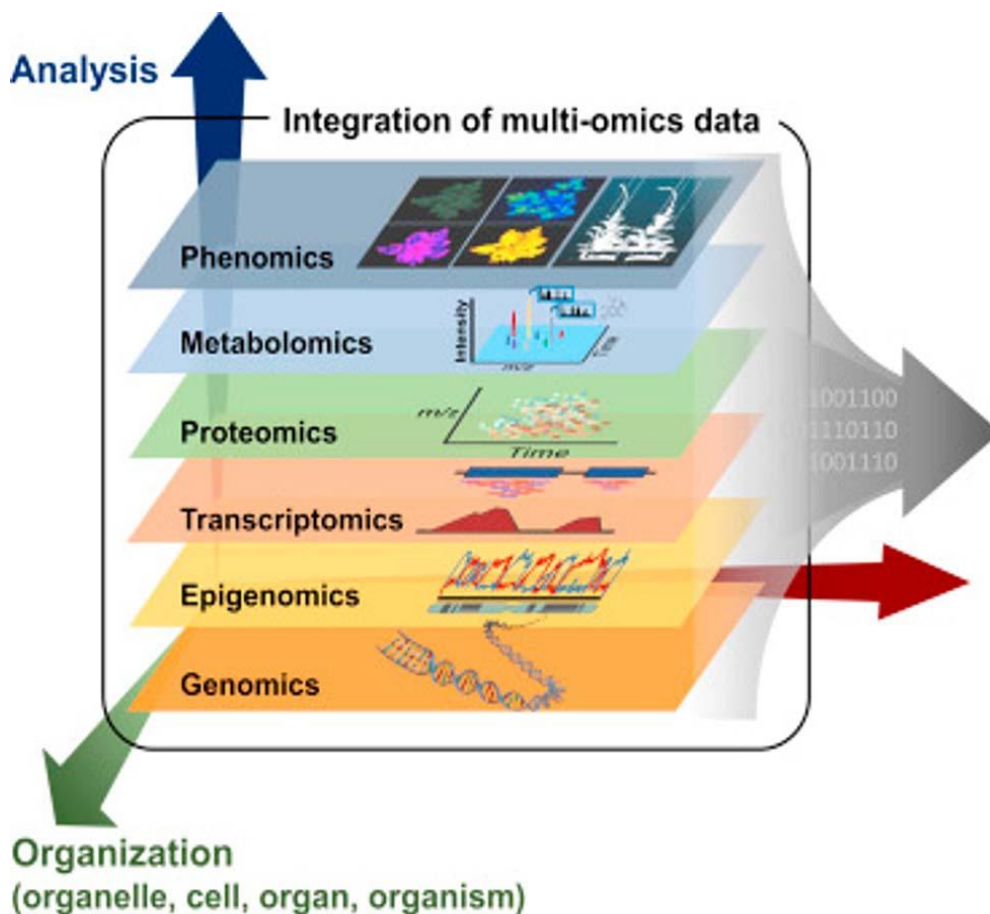 Analysis
Integration of multi-omics data
Phenomics
Metabolomics
Intensity
m/z
Proteomics
m/z
Time
Transcriptomics
Epigenomics
Genomics
1001100
1110110
1001110
Organization
(organelle, cell, organ, organism)